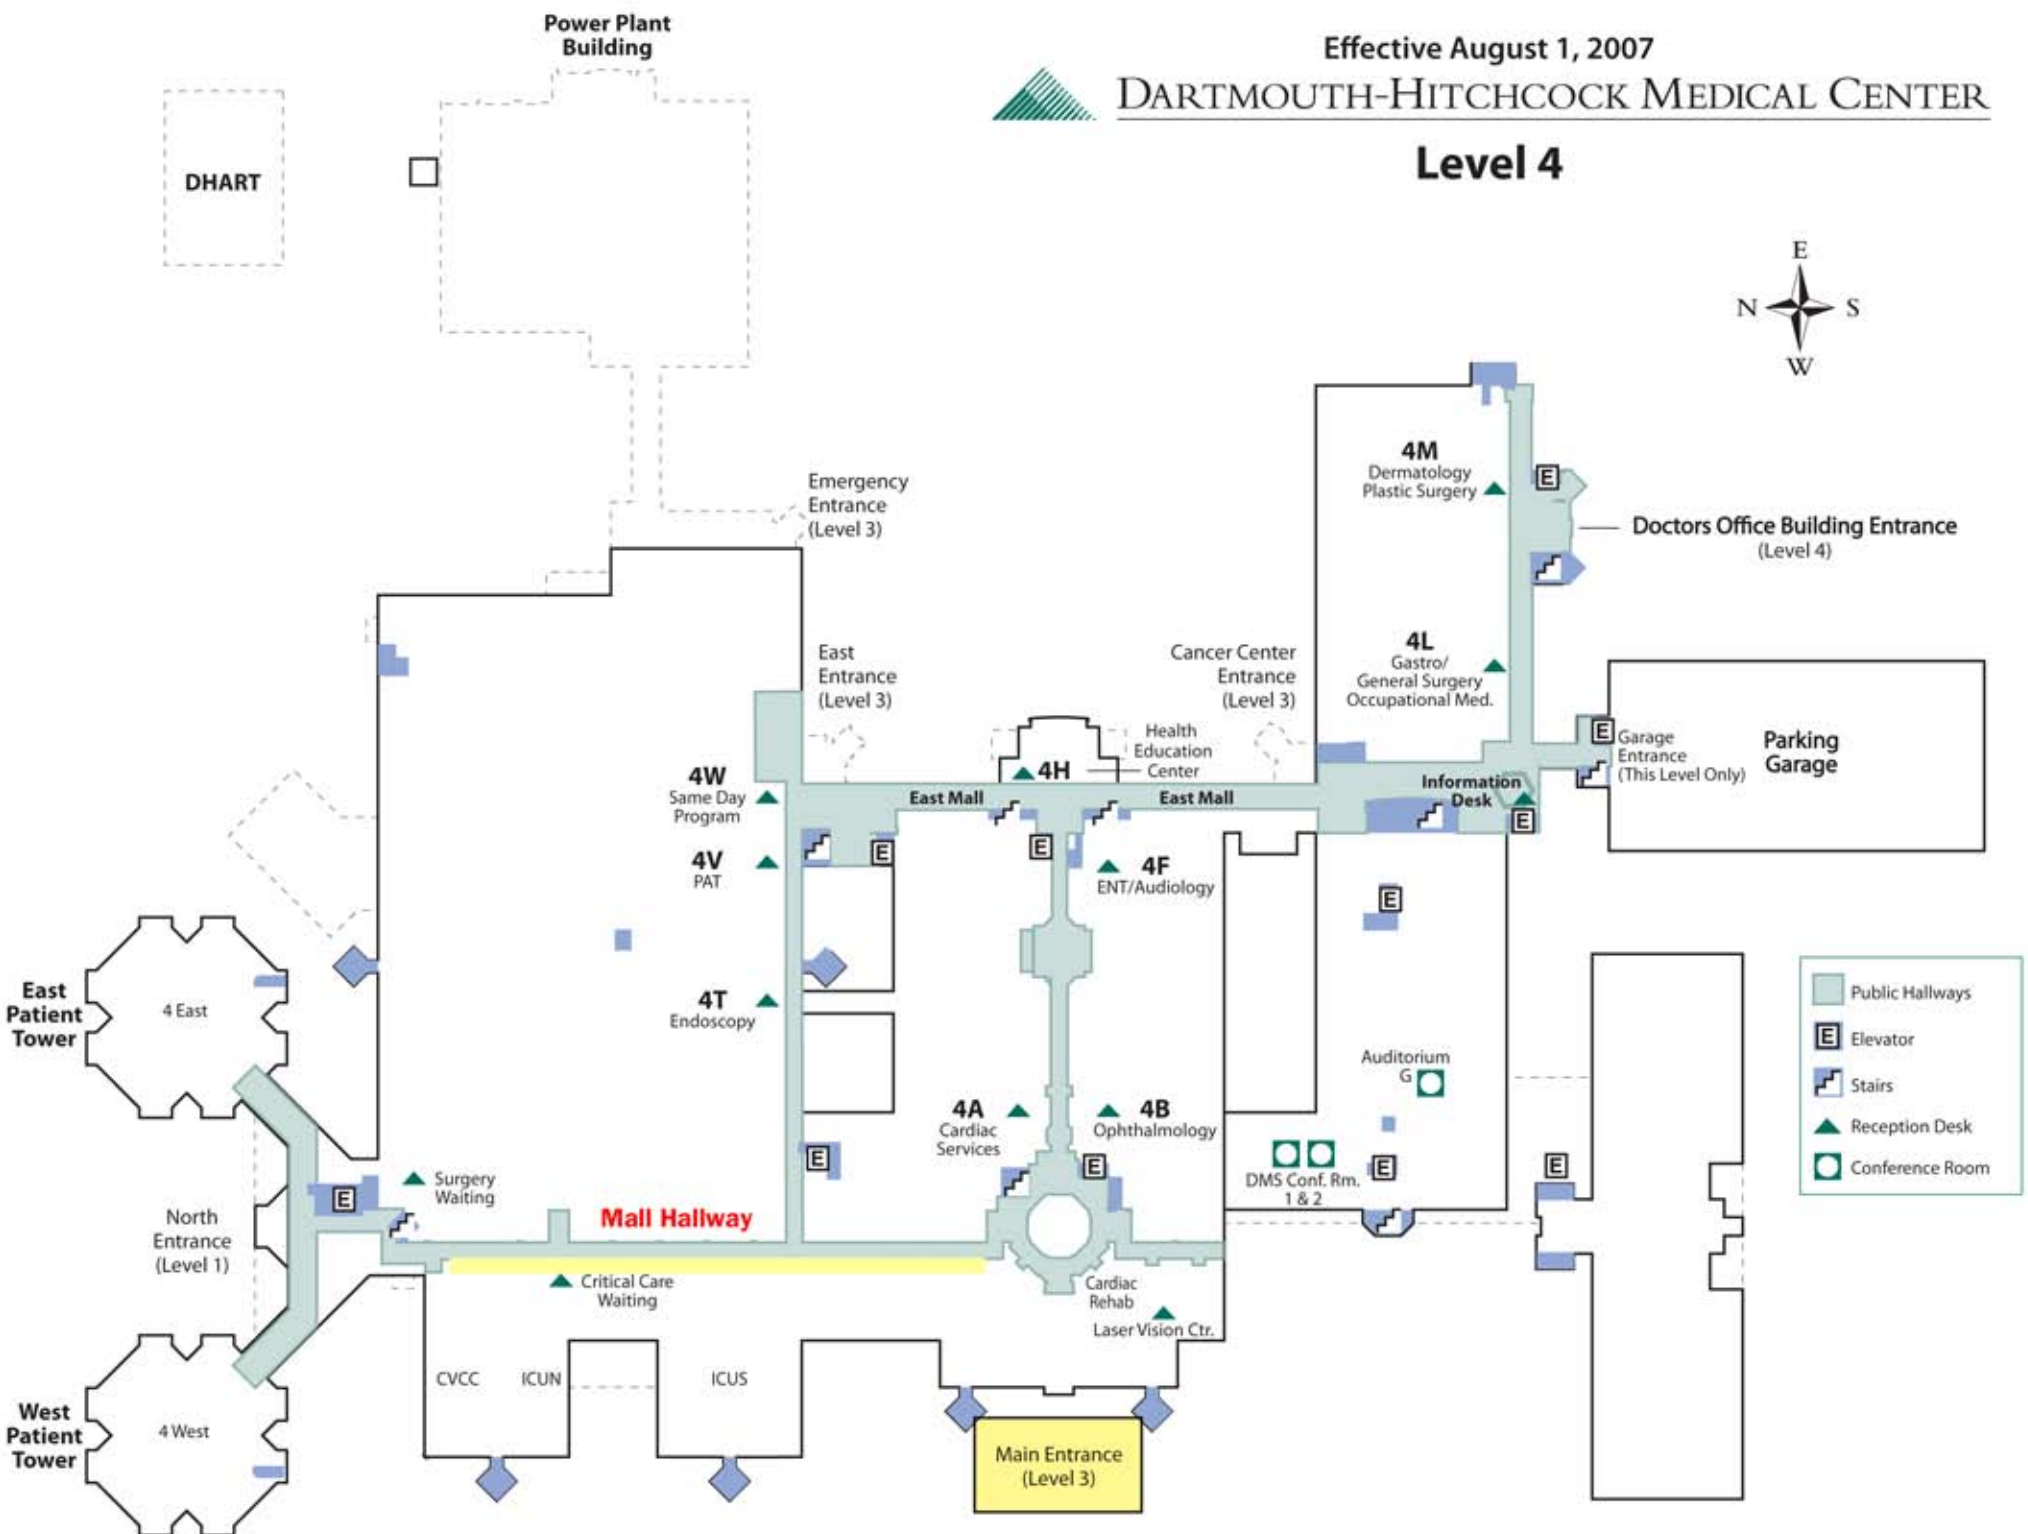 Power Plant
Building
Effective August 1, 2007
DARTMOUTH-HITCHCOCK MEDICAL CENTER
Level 4
DHART
E
N
S
W
4M
Dermatology
Plastic Surgery
E
Doctors Office Building Entrance
(Level 4)
Emergency
Entrance
(Level 3)
East
Entrance
(Level 3)
Cancer Center
Entrance
(Level 3)
4L
Gastro/
General Surgery
Occupational Med.
Health
Education
Center
4H
E
Garage
Entrance
(This Level Only)
Parking
Garage
4W
Same Day
Program
East Mall
East Mall
Information
Desk
E
4V
PAT
E
E
4F
ENT/Audiology
E
East
Patient
Tower
4 East
4T
Endoscopy
Public Hallways
E
Elevator
Stairs
Reception Desk
Conference Room
Auditorium
G
4A
Cardiac
Services
4B
Ophthalmology
E
E
DMS Conf. Rm.
1 & 2
E
E
E
Surgery
Waiting
North
Entrance
(Level 1)
Mall Hallway
Critical Care
Waiting
Cardiac
Rehab
Laser Vision Ctr.
CVCC
ICUN
ICUS
West
Patient
Tower
4 West
Main Entrance
(Level 3)